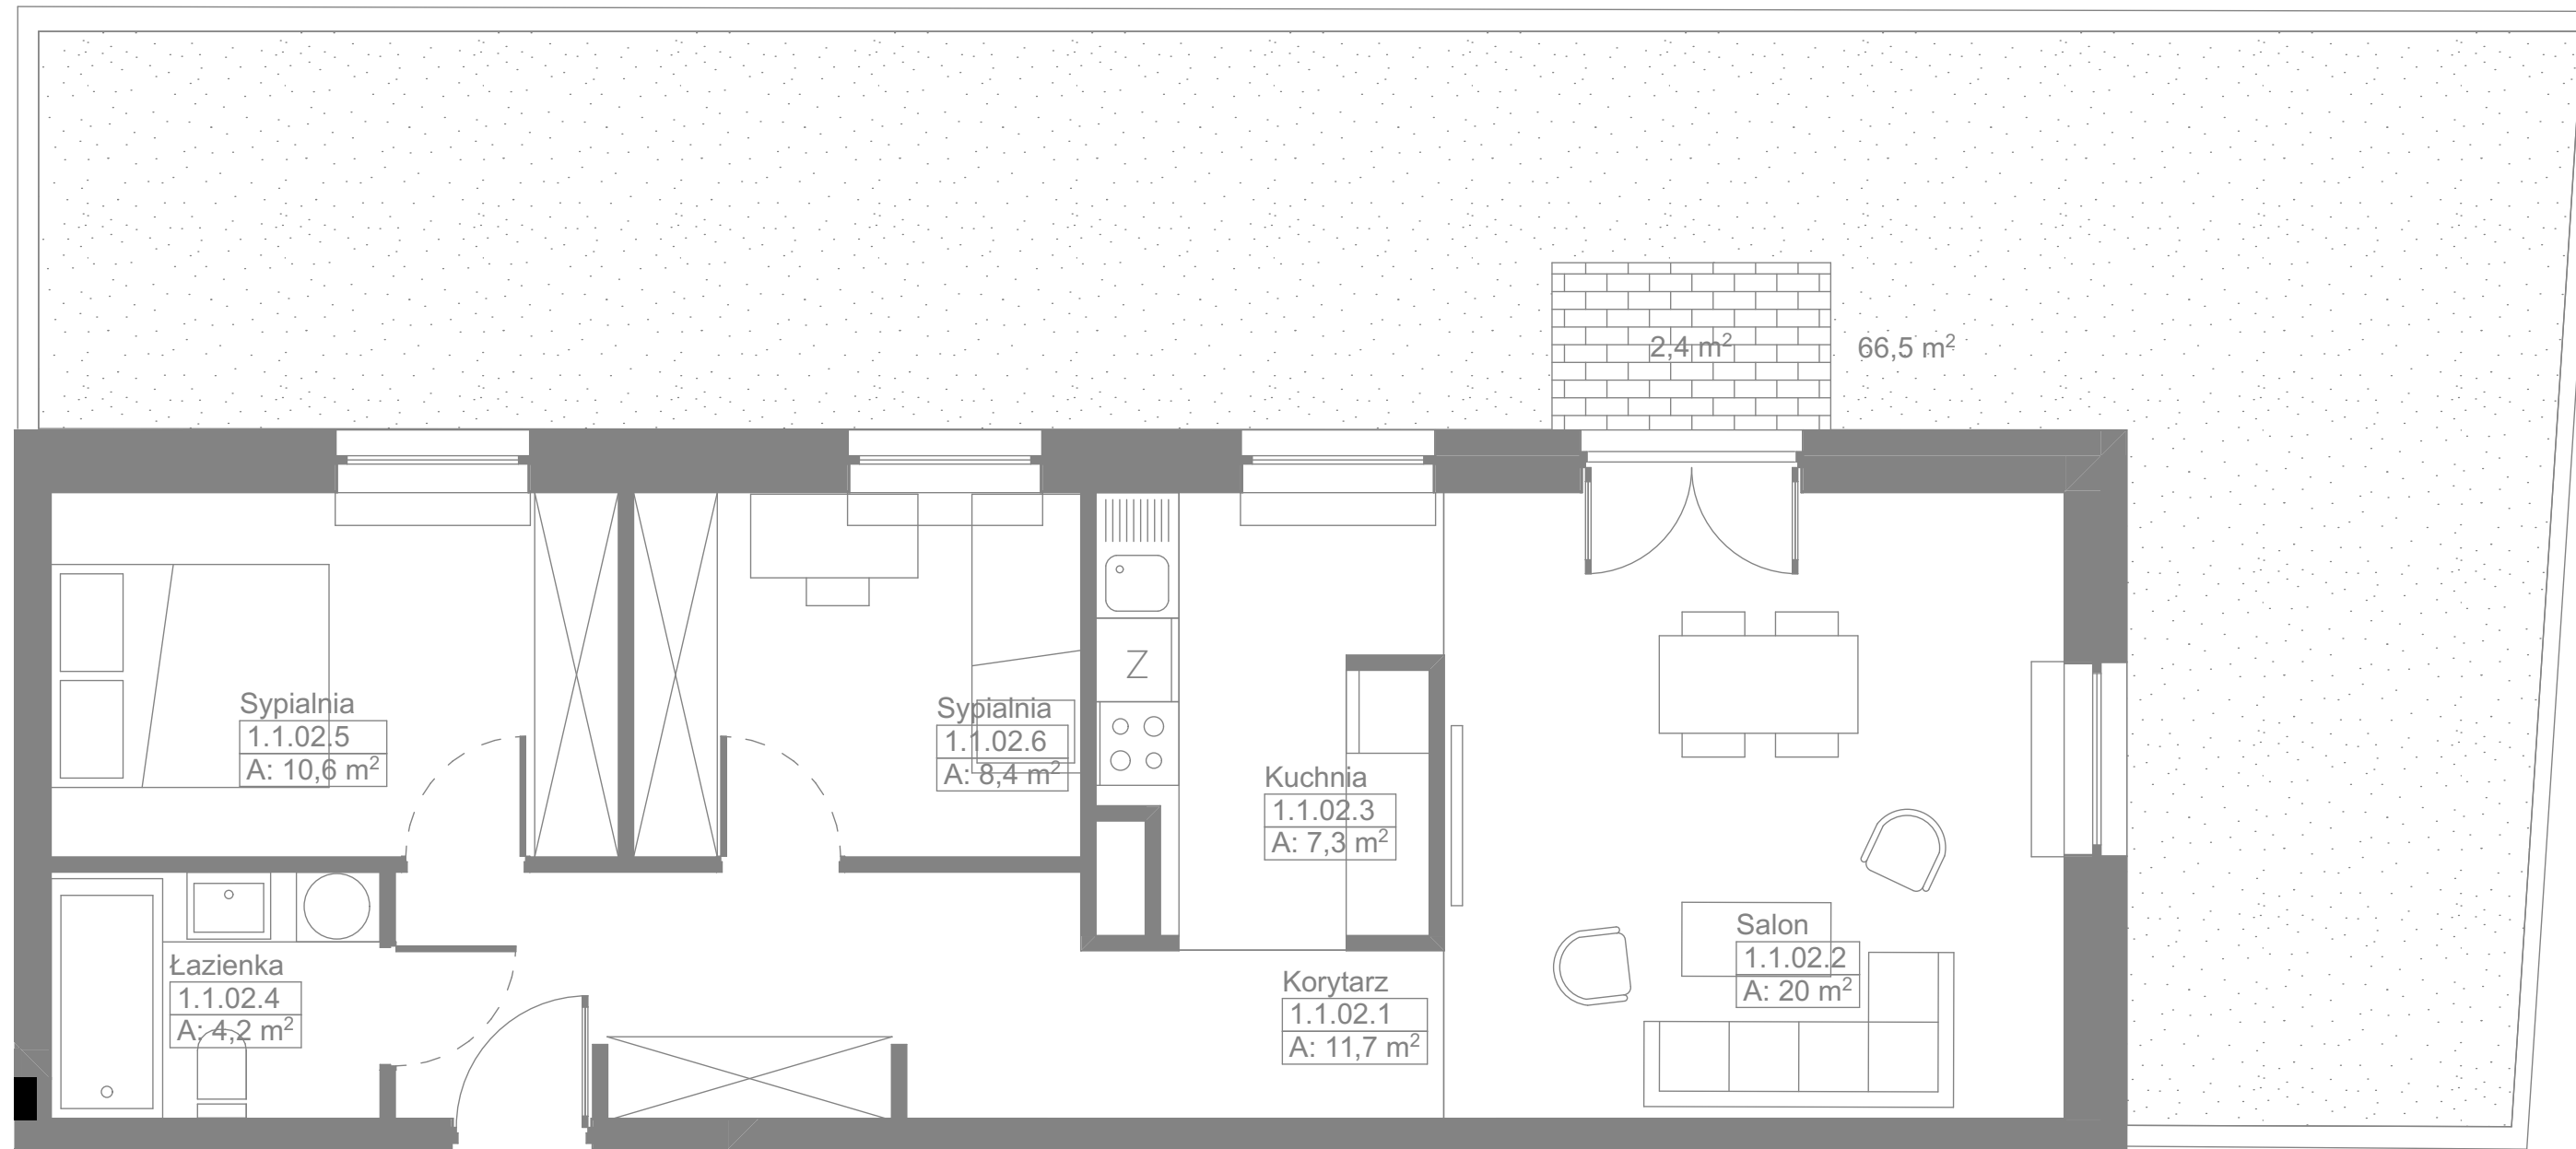 2,4 m²
66,5 m²
Z
Sypialnia
1.1.02.5
A: 10,6 m²
Sypialnia
1.1.02.6
A: 8,4 m²
Kuchnia
1.1.02.3
A: 7,3 m²
Salon
1.1.02.2
A: 20 m²
Łazienka
1.1.02.4
A: 4,2 m²
Korytarz
1.1.02.1
A: 11,7 m²